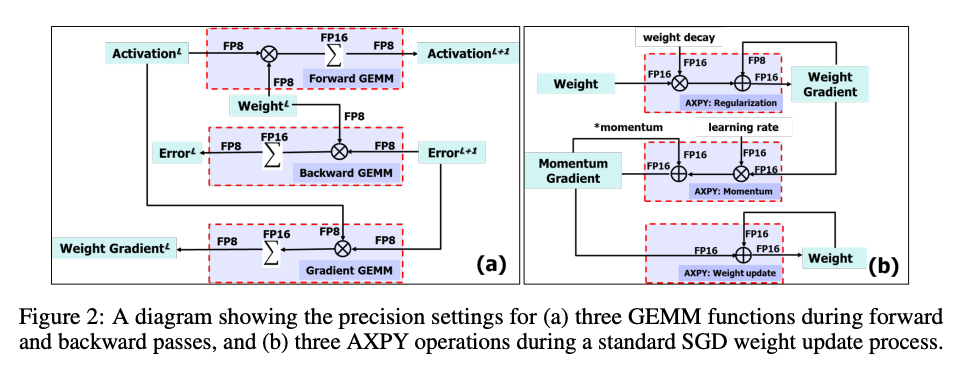 Activation^L
FP8
FP16
FP8
Activation^L+1
FP8
Forward GEMM
Weight^L
FP8
Error^L
FP8
FP16
FP8
Error^L+1
Backward GEMM
Weight Gradient^L
FP8
FP16
FP8
FP8
Gradient GEMM
(a)
weight decay
FP16
FP8
Weight
FP16
FP16
Weight
Gradient
AXPY: Regularization
*momentum
learning rate
Momentum
Gradient
FP16
FP16
FP16
FP16
AXPY: Momentum
FP16
FP16
FP16
Weight
AXPY: Weight update
(b)
Figure 2: A diagram showing the precision settings for (a) three GEMM functions during forward
and backward passes, and (b) three AXPY operations during a standard SGD weight update process.